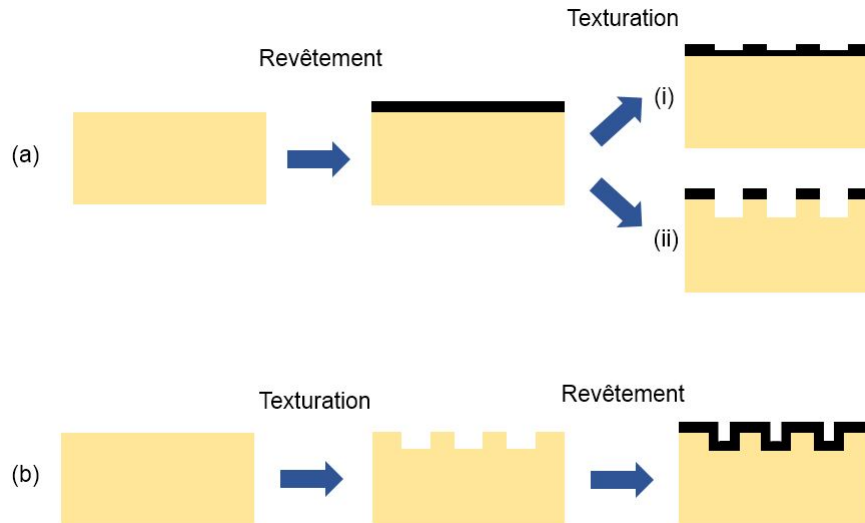 Texturation
Revêtement
(i)
(a)
(ii)
Revêtement
Texturation
(b)